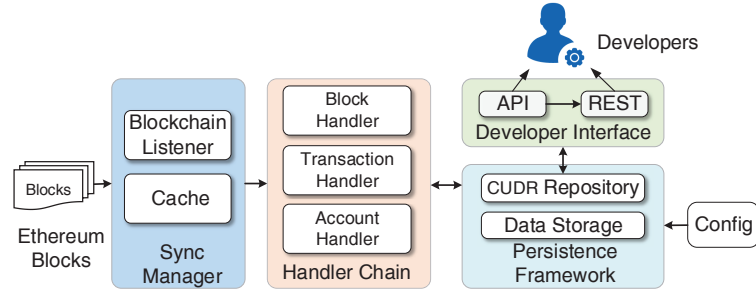 Developers
Block
Handler
API
REST
Developer Interface
Blockchain
Listener
Transaction
Handler
Blocks
Cache
CUDR Repository
Account
Handler
Data Storage
Config
Ethereum
Blocks
Sync
Manager
Handler Chain
Persistence
Framework